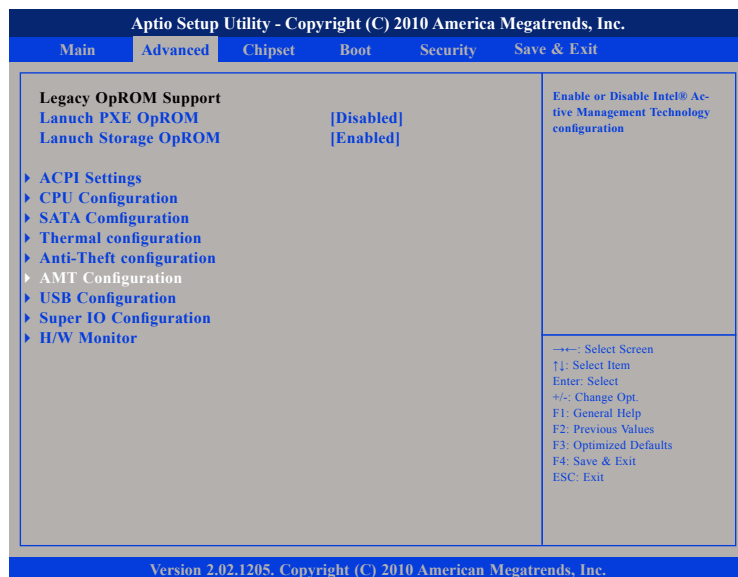 Aptio Setup Utility - Copyright (C) 2010 America Megatrends, Inc.
Main Advanced Chipset Boot Security Save & Exit
Legacy OpROM Support
Lanuch PXE OpROM [Disabled]
Lanuch Storage OpROM [Enabled]
ACPI Settings
CPU Configuration
SATA Comfiguration
Thermal configuration
Anti-Theft configuration
AMT Configuration
USB Configuration
Super IO Configuration
H/W Monitor
Enable or Disable Intel® Ac-
tive Management Technology
configuration
→←: Select Screen
↑↓: Select Item
Enter: Select
+/-: Change Opt.
F1: General Help
F2: Previous Values
F3: Optimized Defaults
F4: Save & Exit
ESC: Exit
Version 2.02.1205. Copyright (C) 2010 American Megatrends, Inc.